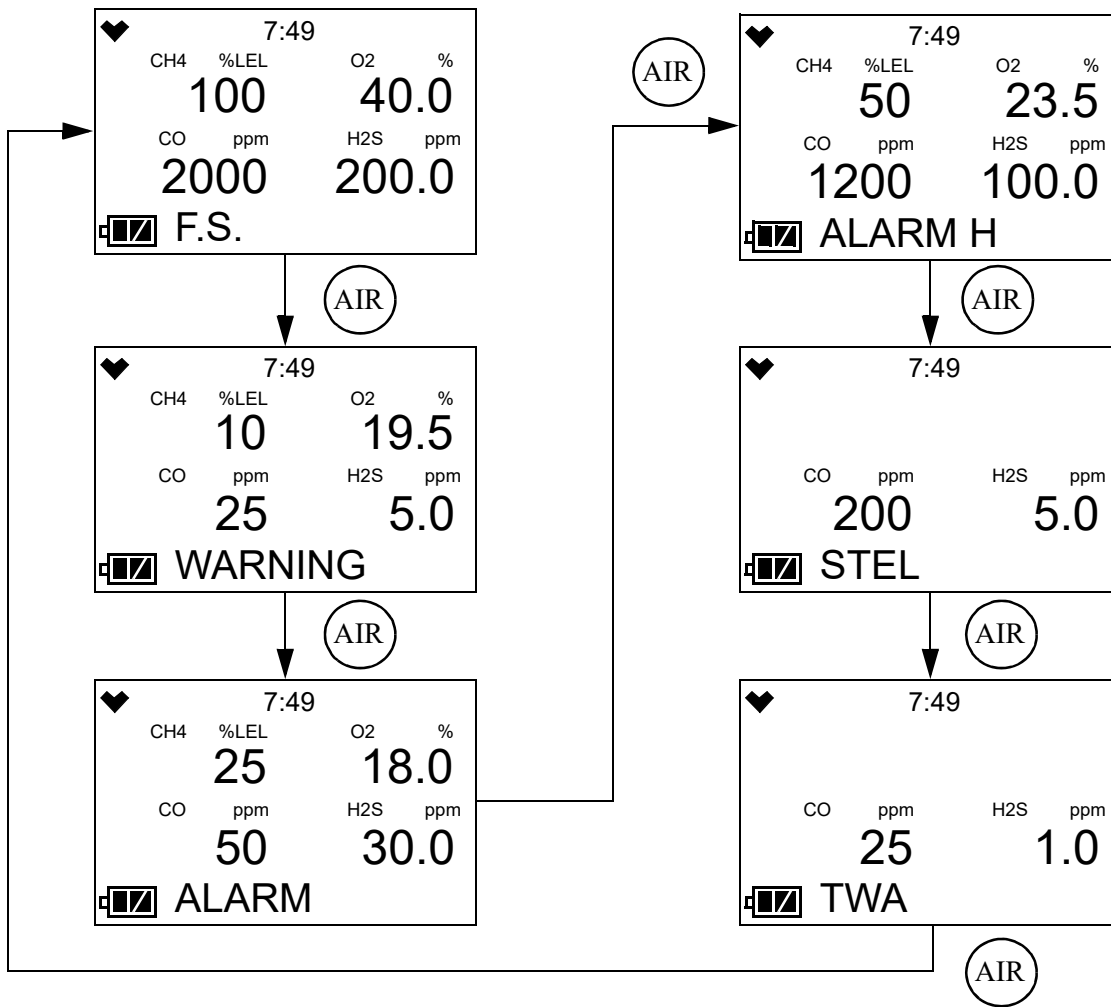 7:49
CH4 %LEL O2 %
100 40.0
CO ppm H2S ppm
2000 200.0
F.S.
AIR
7:49
CH4 %LEL O2 %
10 19.5
CO ppm H2S ppm
25 5.0
WARNING
AIR
7:49
CH4 %LEL O2 %
25 18.0
CO ppm H2S ppm
50 30.0
ALARM
AIR
7:49
CH4 %LEL O2 %
50 23.5
CO ppm H2S ppm
1200 100.0
ALARM H
AIR
7:49
CO ppm H2S ppm
200 5.0
STEL
AIR
7:49
CO ppm H2S ppm
25 1.0
TWA
AIR